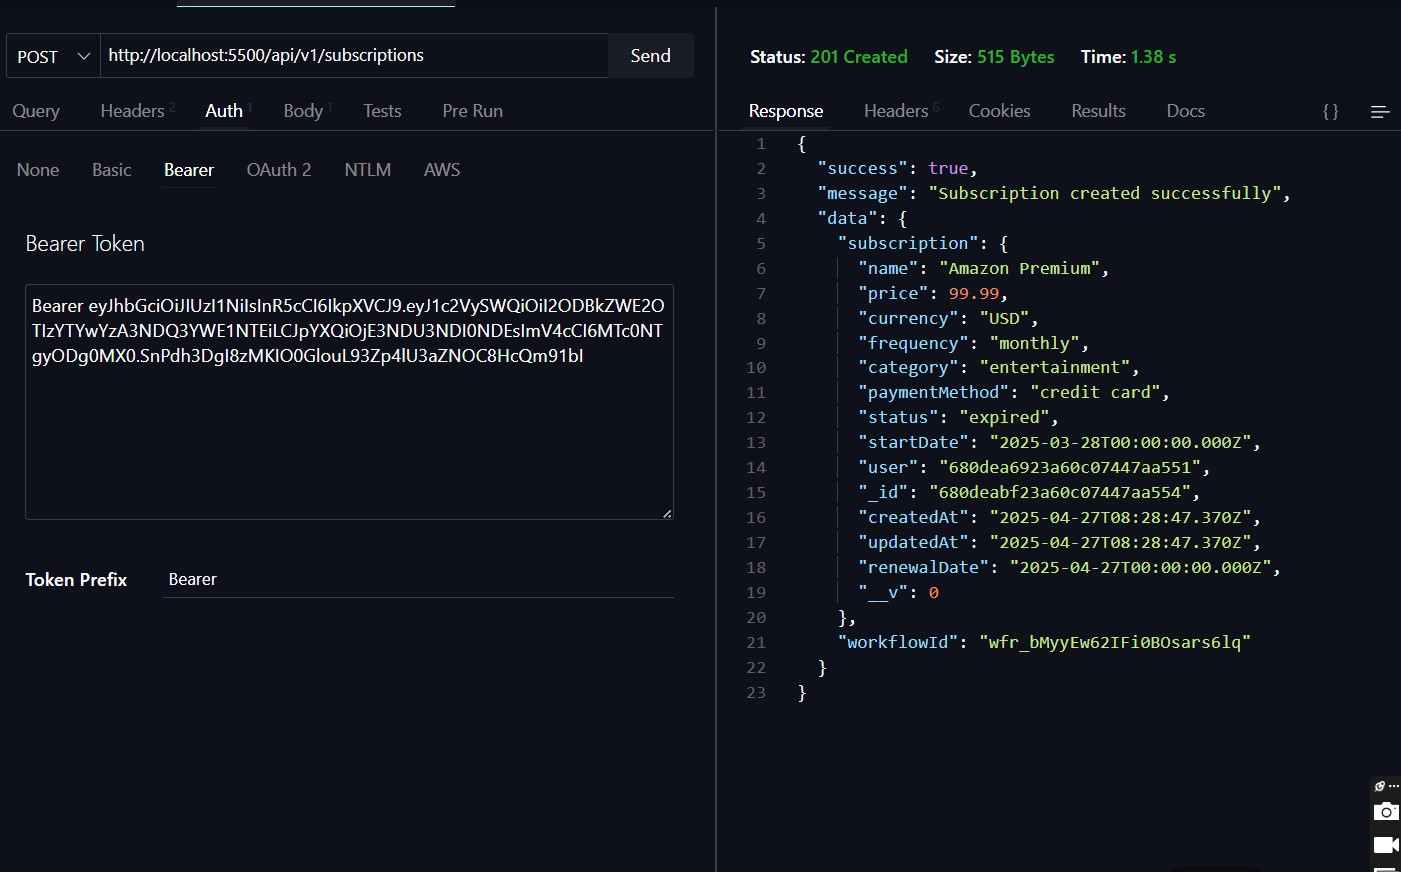 POST http://localhost:5500/api/v1/subscriptions Send
Query Headers 2 Auth 1 Body 1 Tests Pre Run
None Basic Bearer OAuth 2 NTLM AWS
Bearer Token
Bearer eyJhbGciOiJIUzI1NiIsInR5cCI6IkpXVCJ9.eyJ1c2VySWQiOiI2ODBkZWE2O
TIzYTYwYzA3NDQ3YWE1NTEiLCJpYXQiOjE3NDU3NDI0NDEsImV4cCI6MTc0NT
gyODg0MX0.SnPdh3DgI8zMKIO0GlouL93Zp4lU3aZNOC8HcQm91bI
Token Prefix Bearer
Status: 201 Created Size: 515 Bytes Time: 1.38 s
Response Headers 6 Cookies Results Docs {}
1 {
2 "success": true,
3 "message": "Subscription created successfully",
4 "data": {
5 "subscription": {
6 "name": "Amazon Premium",
7 "price": 99.99,
8 "currency": "USD",
9 "frequency": "monthly",
10 "category": "entertainment",
11 "paymentMethod": "credit card",
12 "status": "expired",
13 "startDate": "2025-03-28T00:00:00.000Z",
14 "user": "680dea6923a60c07447aa551",
15 "_id": "680deabf23a60c07447aa554",
16 "createdAt": "2025-04-27T08:28:47.370Z",
17 "updatedAt": "2025-04-27T08:28:47.370Z",
18 "renewalDate": "2025-04-27T00:00:00.000Z",
19 "__v": 0
20 },
21 "workflowId": "wfr_bMyyEw62IFi0BOsars6lq"
22 }
23 }